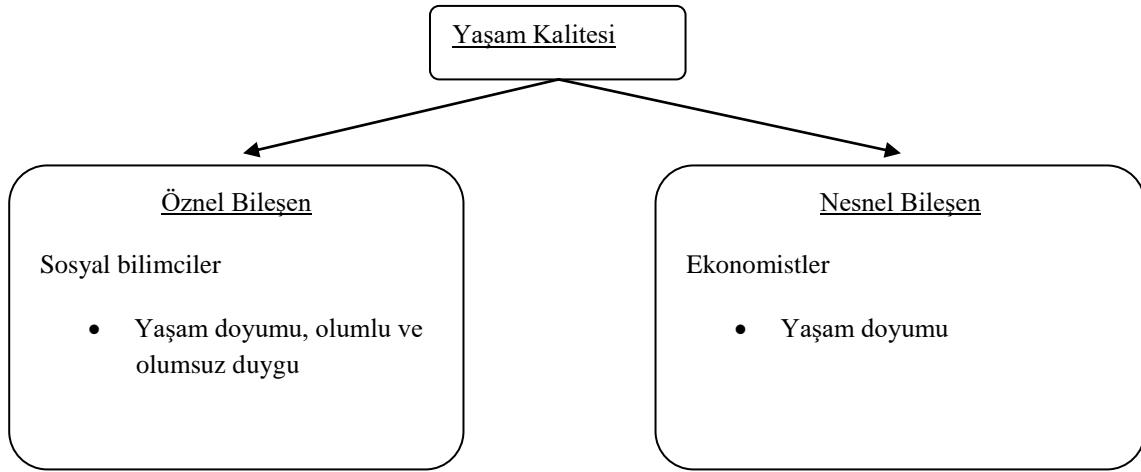 Yaşam Kalitesi
Öznel Bileşen
Sosyal bilimciler
• Yaşam doyumu, olumlu ve
olumsuz duygu
Nesnel Bileşen
Ekonomistler
• Yaşam doyumu